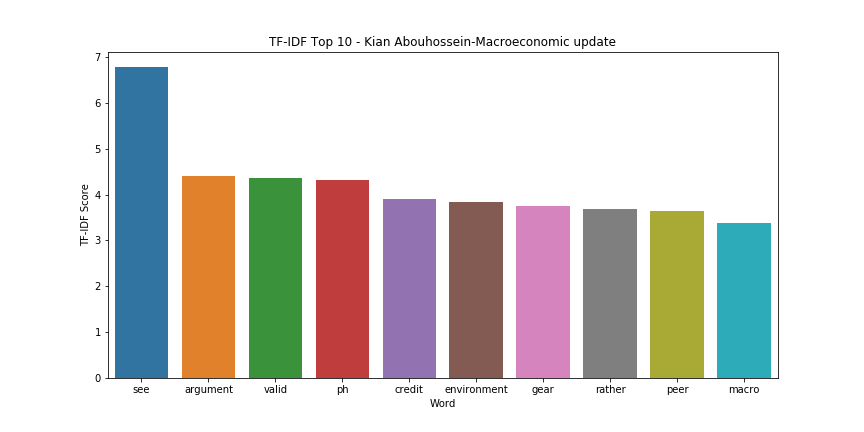 TF-IDF Top 10 - Kian Abouhossein-Macroeconomic update
7
6
5
4
3
2
1
0
TF-IDF Score
see argument valid ph credit environment gear rather peer macro
Word